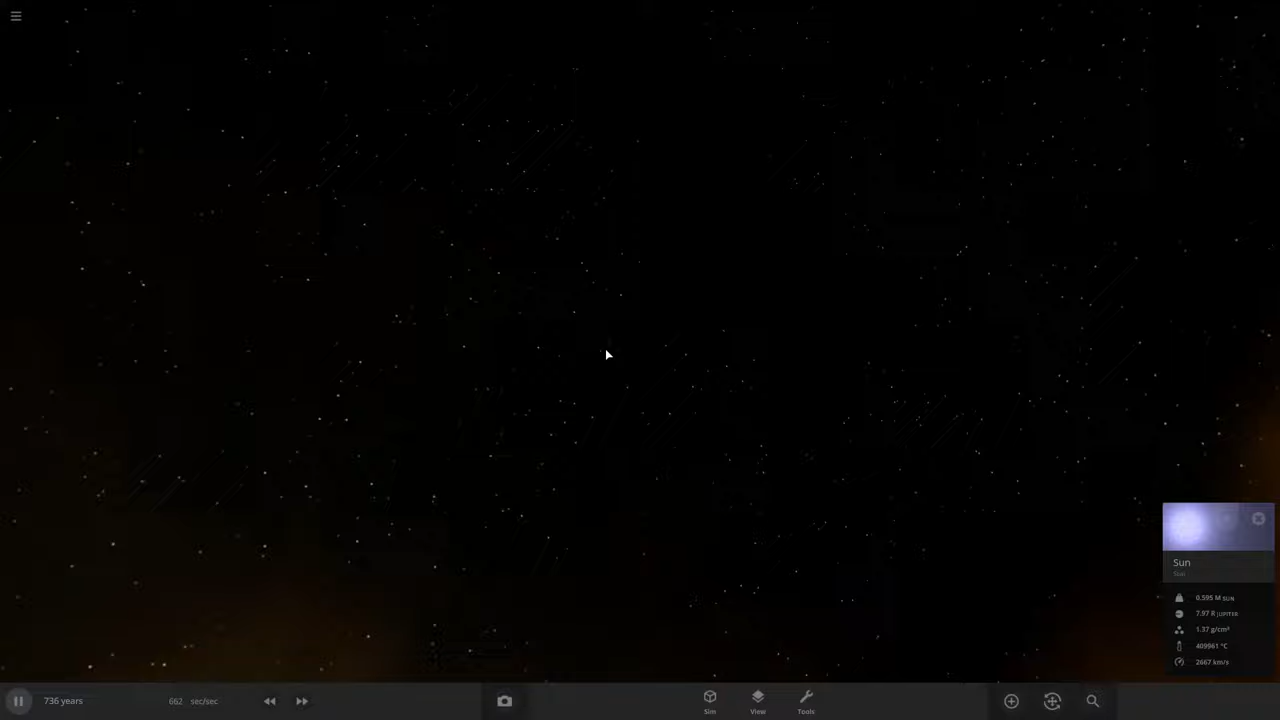 Sun
Star
0.595 M SUN
7.97 R JUPITER
1.37 g/cm³
409961 °C
2667 km/s
736 years
662 sec/sec
Sim
View
Tools